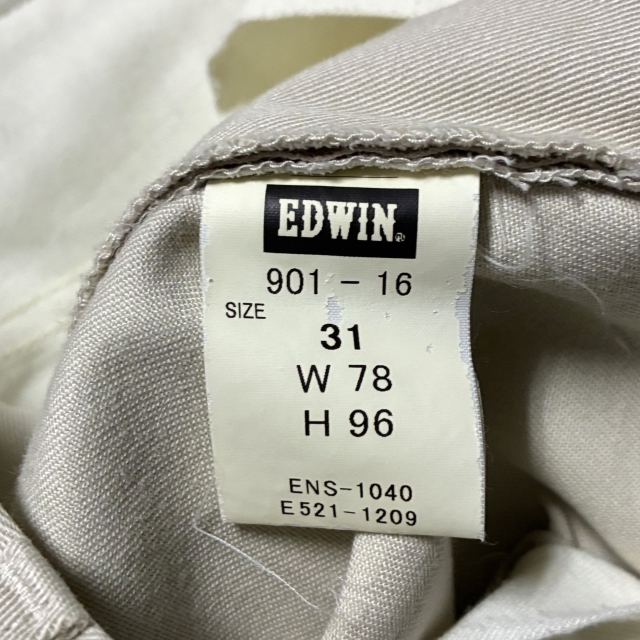 EDWIN
901-16
SIZE
31
W 78
H 96
ENS-1040
E521-1209